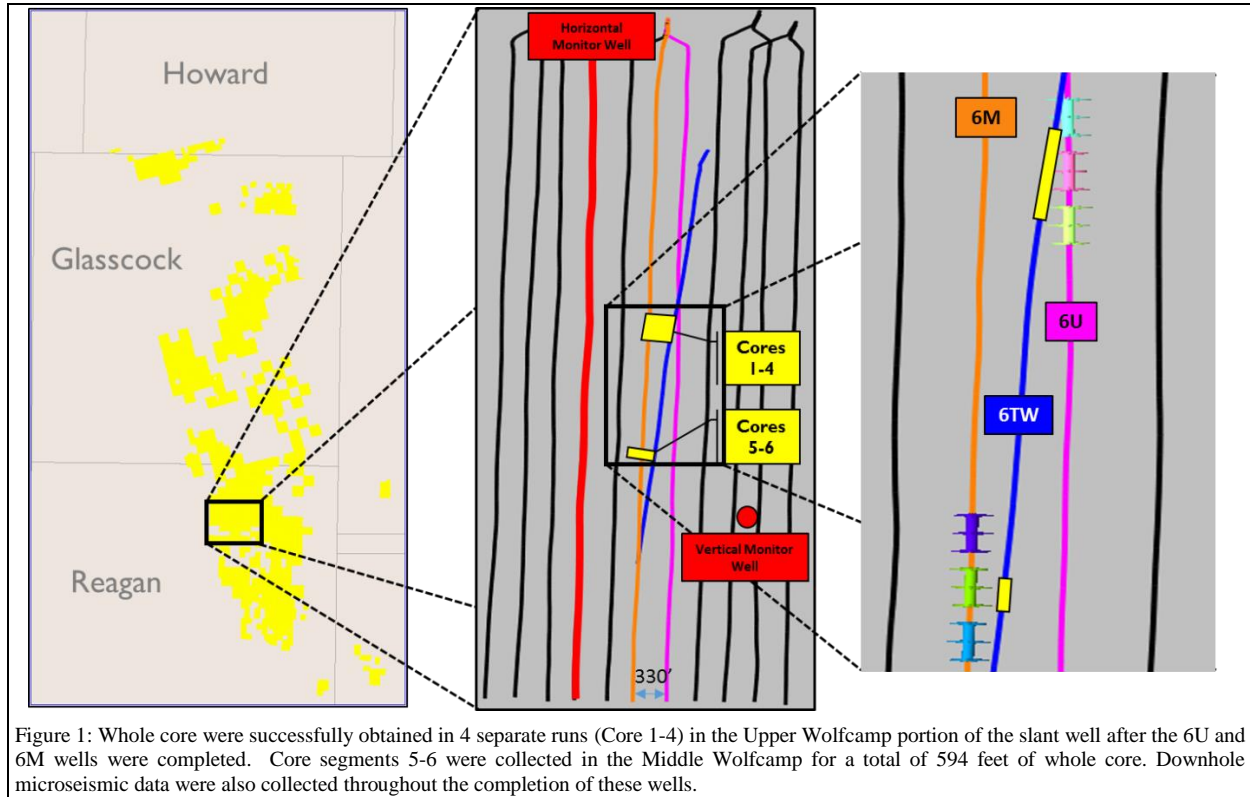 Howard
Glasscock
Reagan
Horizontal
Monitor Well
Cores
1-4
Cores
5-6
Vertical Monitor
Well
330'
6M
6U
6TW
Figure 1: Whole core were successfully obtained in 4 separate runs (Core 1-4) in the Upper Wolfcamp portion of the slant well after the 6U and
6M wells were completed. Core segments 5-6 were collected in the Middle Wolfcamp for a total of 594 feet of whole core. Downhole
microseismic data were also collected throughout the completion of these wells.